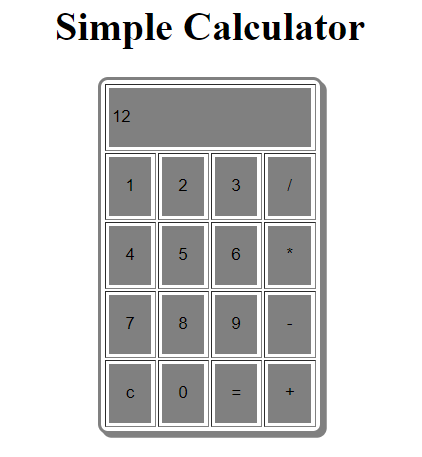 Simple Calculator
12
1 2 3 /
4 5 6 *
7 8 9 -
c 0 = +